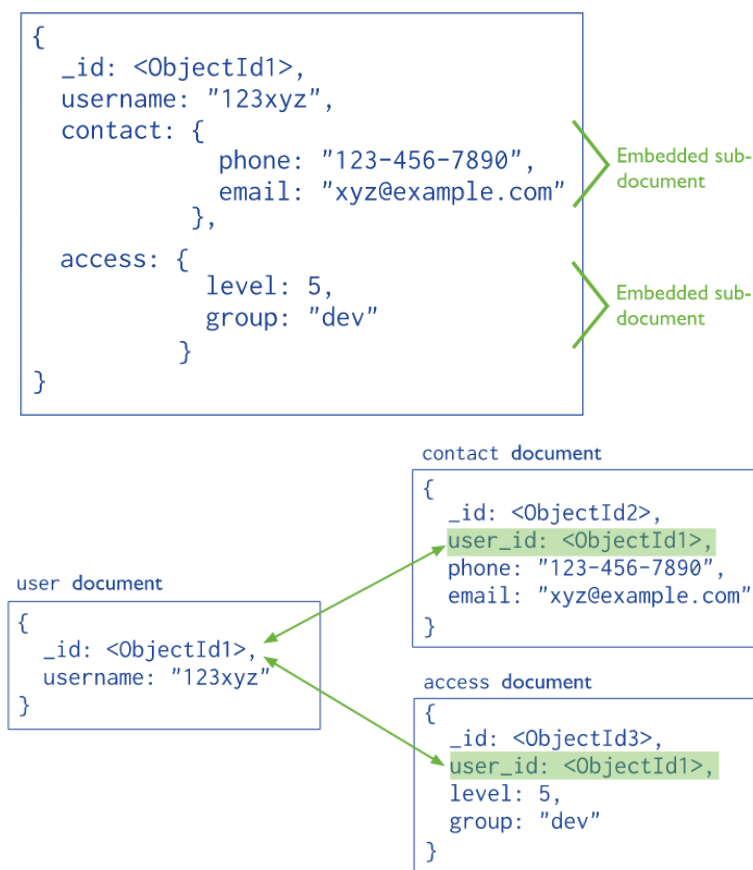 {
_id: <ObjectId1>,
username: "123xyz",
contact: {
phone: "123-456-7890",
email: "xyz@example.com"
},
Embedded sub-
document
access: {
level: 5,
group: "dev"
}
Embedded sub-
document
}
contact document
{
_id: <ObjectId2>,
user_id: <ObjectId1>,
phone: "123-456-7890",
email: "xyz@example.com"
}
user document
{
_id: <ObjectId1>,
username: "123xyz"
}
access document
{
_id: <ObjectId3>,
user_id: <ObjectId1>,
level: 5,
group: "dev"
}